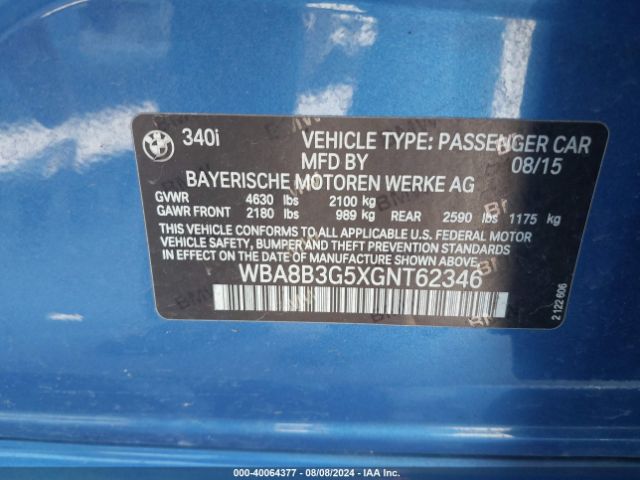 340i VEHICLE TYPE: PASSENGER CAR
MFD BY 08/15
BAYERISCHE MOTOREN WERKE AG
GVWR 4630 lbs 2100 kg
GAWR FRONT 2180 lbs 989 kg REAR 2590 lbs 1175 kg
THIS VEHICLE CONFORMS TO ALL APPLICABLE U.S. FEDERAL MOTOR
VEHICLE SAFETY, BUMPER, AND THEFT PREVENTION STANDARDS
IN EFFECT ON THE DATE OF MANUFACTURE SHOWN ABOVE.
WBA8B3G5XGNT62346
2 122 606
000-40064377 - 08/08/2024 - IAA Inc.